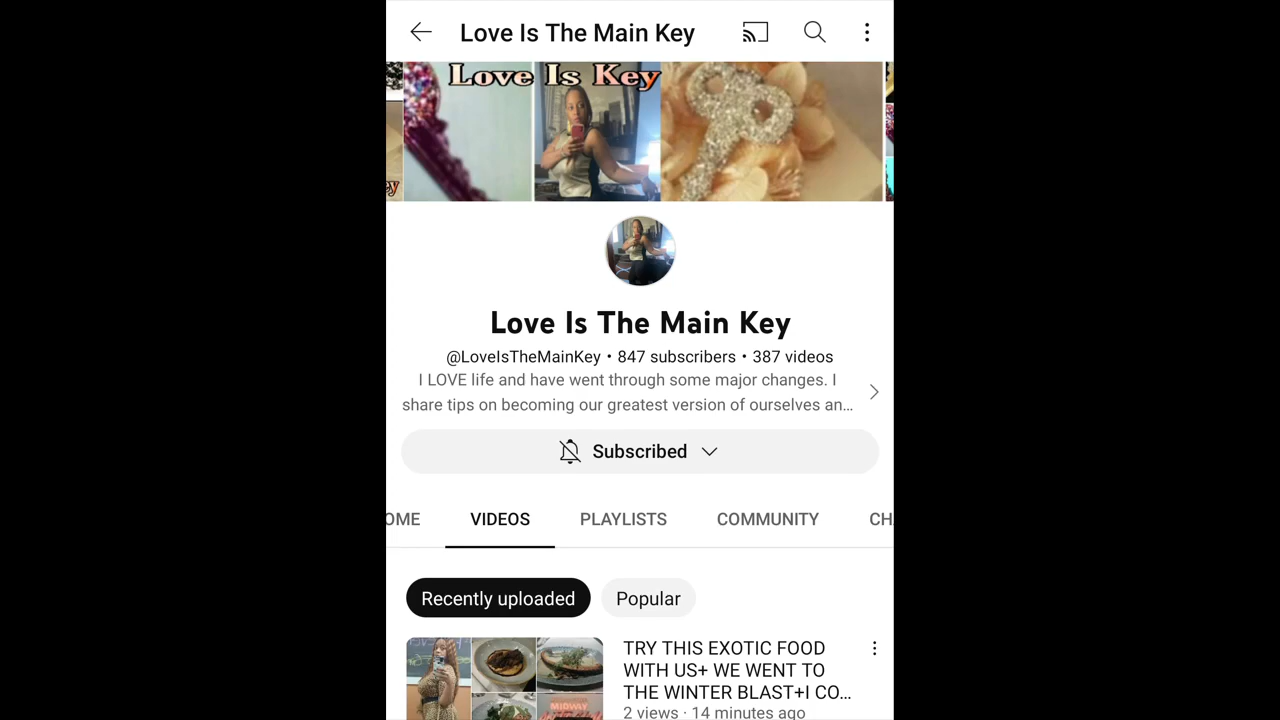 Love Is The Main Key
Love Is Key
Love Is The Main Key
@LoveIsTheMainKey • 847 subscribers • 387 videos
I LOVE life and have went through some major changes. I
share tips on becoming our greatest version of ourselves an...
Subscribed
OME VIDEOS PLAYLISTS COMMUNITY CH
Recently uploaded Popular
TRY THIS EXOTIC FOOD
WITH US+ WE WENT TO
THE WINTER BLAST+I CO...
MIDWAY
2 views · 14 minutes ago